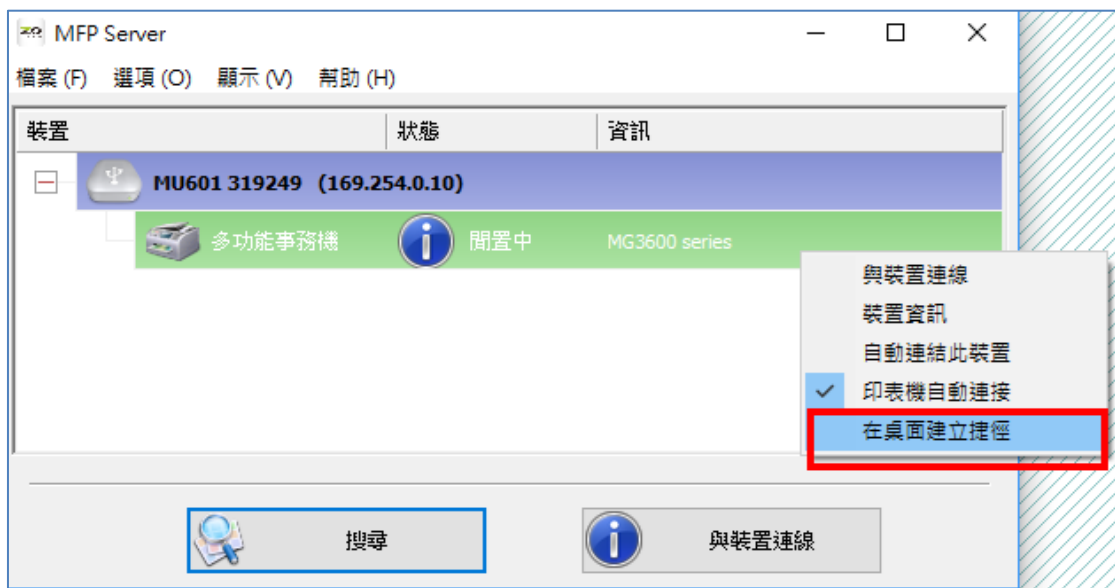 MFP Server
檔案 (F) 選項 (O) 顯示 (V) 幫助 (H)
裝置 狀態 資訊
MU601 319249 (169.254.0.10)
多功能事務機 閒置中 MG3600 series
與裝置連線
裝置資訊
自動連結此裝置
印表機自動連接
在桌面建立捷徑
搜尋 與裝置連線